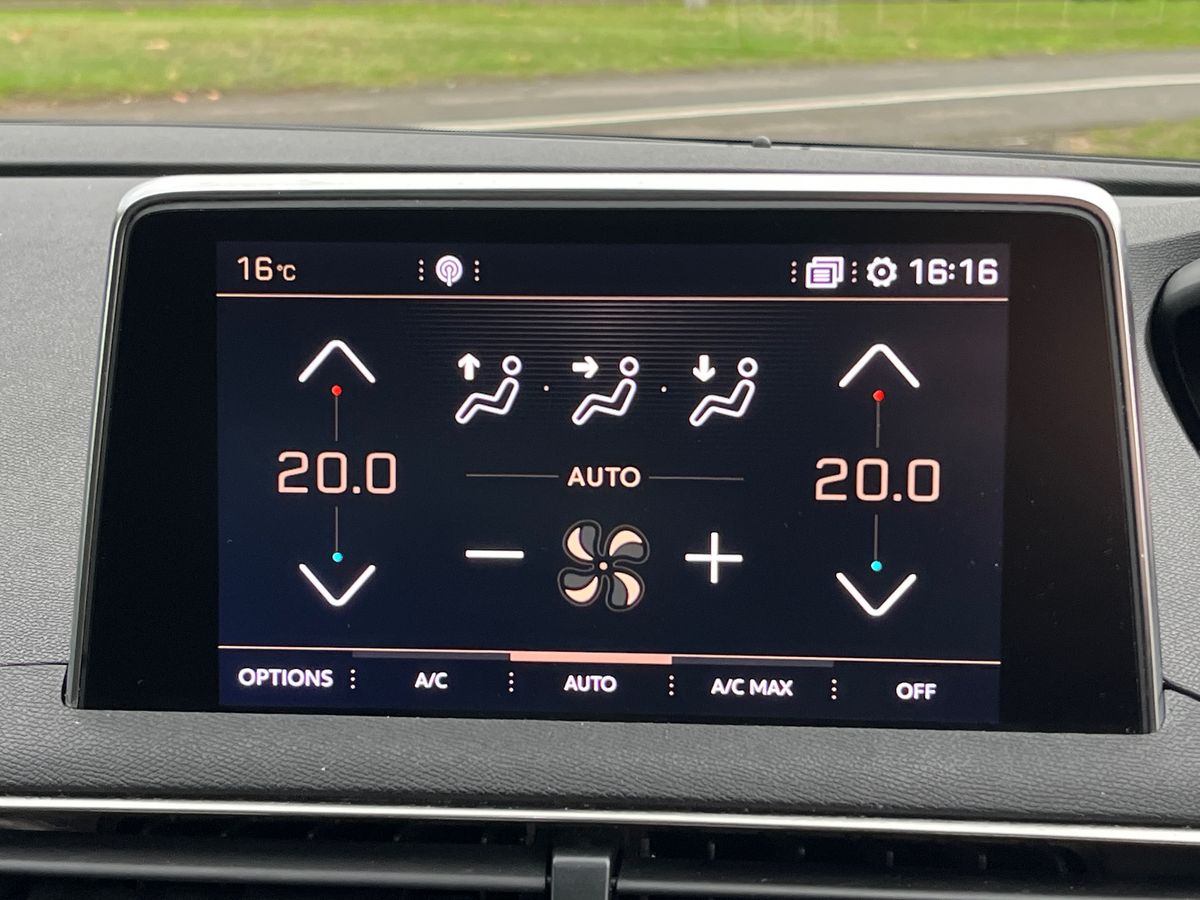 16°C 16:16
20.0 AUTO 20.0
OPTIONS A/C AUTO A/C MAX OFF